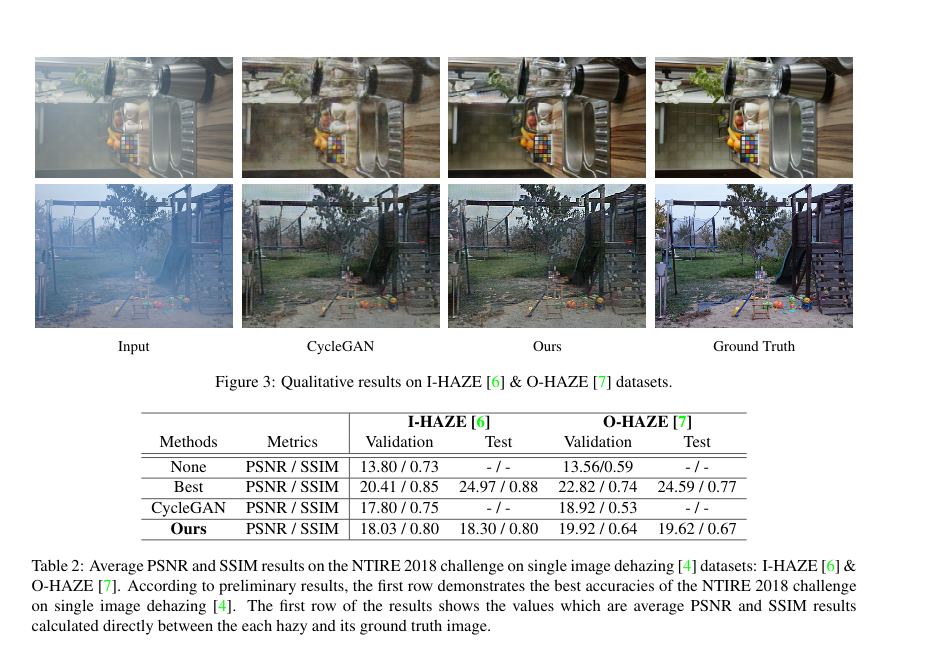 Input CycleGAN Ours Ground Truth
Figure 3: Qualitative results on I-HAZE [6] & O-HAZE [7] datasets.
I-HAZE [6] O-HAZE [7]
Methods Metrics Validation Test Validation Test
None PSNR / SSIM 13.80 / 0.73 - / - 13.56/0.59 - / -
Best PSNR / SSIM 20.41 / 0.85 24.97 / 0.88 22.82 / 0.74 24.59 / 0.77
CycleGAN PSNR / SSIM 17.80 / 0.75 - / - 18.92 / 0.53 - / -
Ours PSNR / SSIM 18.03 / 0.80 18.30 / 0.80 19.92 / 0.64 19.62 / 0.67
Table 2: Average PSNR and SSIM results on the NTIRE 2018 challenge on single image dehazing [4] datasets: I-HAZE [6] &
O-HAZE [7]. According to preliminary results, the first row demonstrates the best accuracies of the NTIRE 2018 challenge
on single image dehazing [4]. The first row of the results shows the values which are average PSNR and SSIM results
calculated directly between the each hazy and its ground truth image.